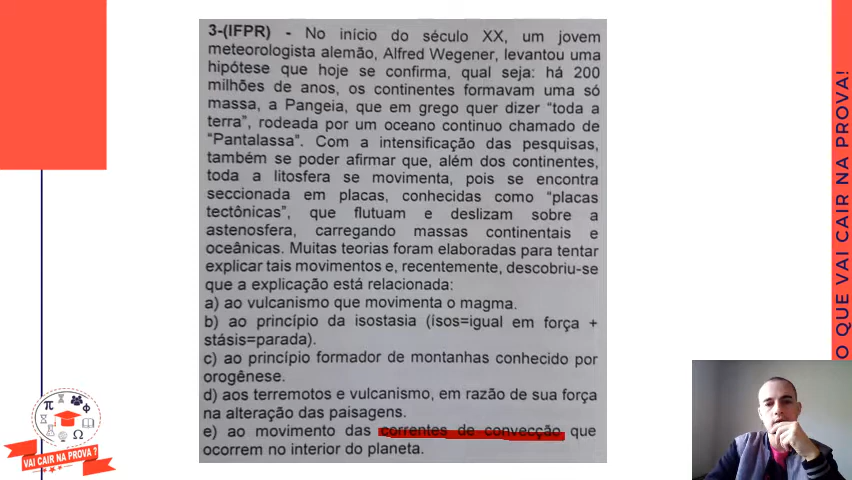 3-(IFPR) - No início do século XX, um jovem
meteorologista alemão, Alfred Wegener, levantou uma
hipótese que hoje se confirma, qual seja: há 200
milhões de anos, os continentes formavam uma só
massa, a Pangeia, que em grego quer dizer “toda a
terra”, rodeada por um oceano continuo chamado de
“Pantalassa”. Com a intensificação das pesquisas,
também se poder afirmar que, além dos continentes,
toda a litosfera se movimenta, pois se encontra
seccionada em placas, conhecidas como “placas
tectônicas”, que flutuam e deslizam sobre a
astenosfera, carregando massas continentais e
oceânicas. Muitas teorias foram elaboradas para tentar
explicar tais movimentos e, recentemente, descobriu-se
que a explicação está relacionada:
a) ao vulcanismo que movimenta o magma.
b) ao princípio da isostasia (ísos=igual em força +
stásis=parada).
c) ao princípio formador de montanhas conhecido por
orogênese.
d) aos terremotos e vulcanismo, em razão de sua força
na alteração das paisagens.
e) ao movimento das correntes de convecção que
ocorrem no interior do planeta.
O QUE VAI CAIR NA PROVA!
VAI CAIR NA PROVA ?